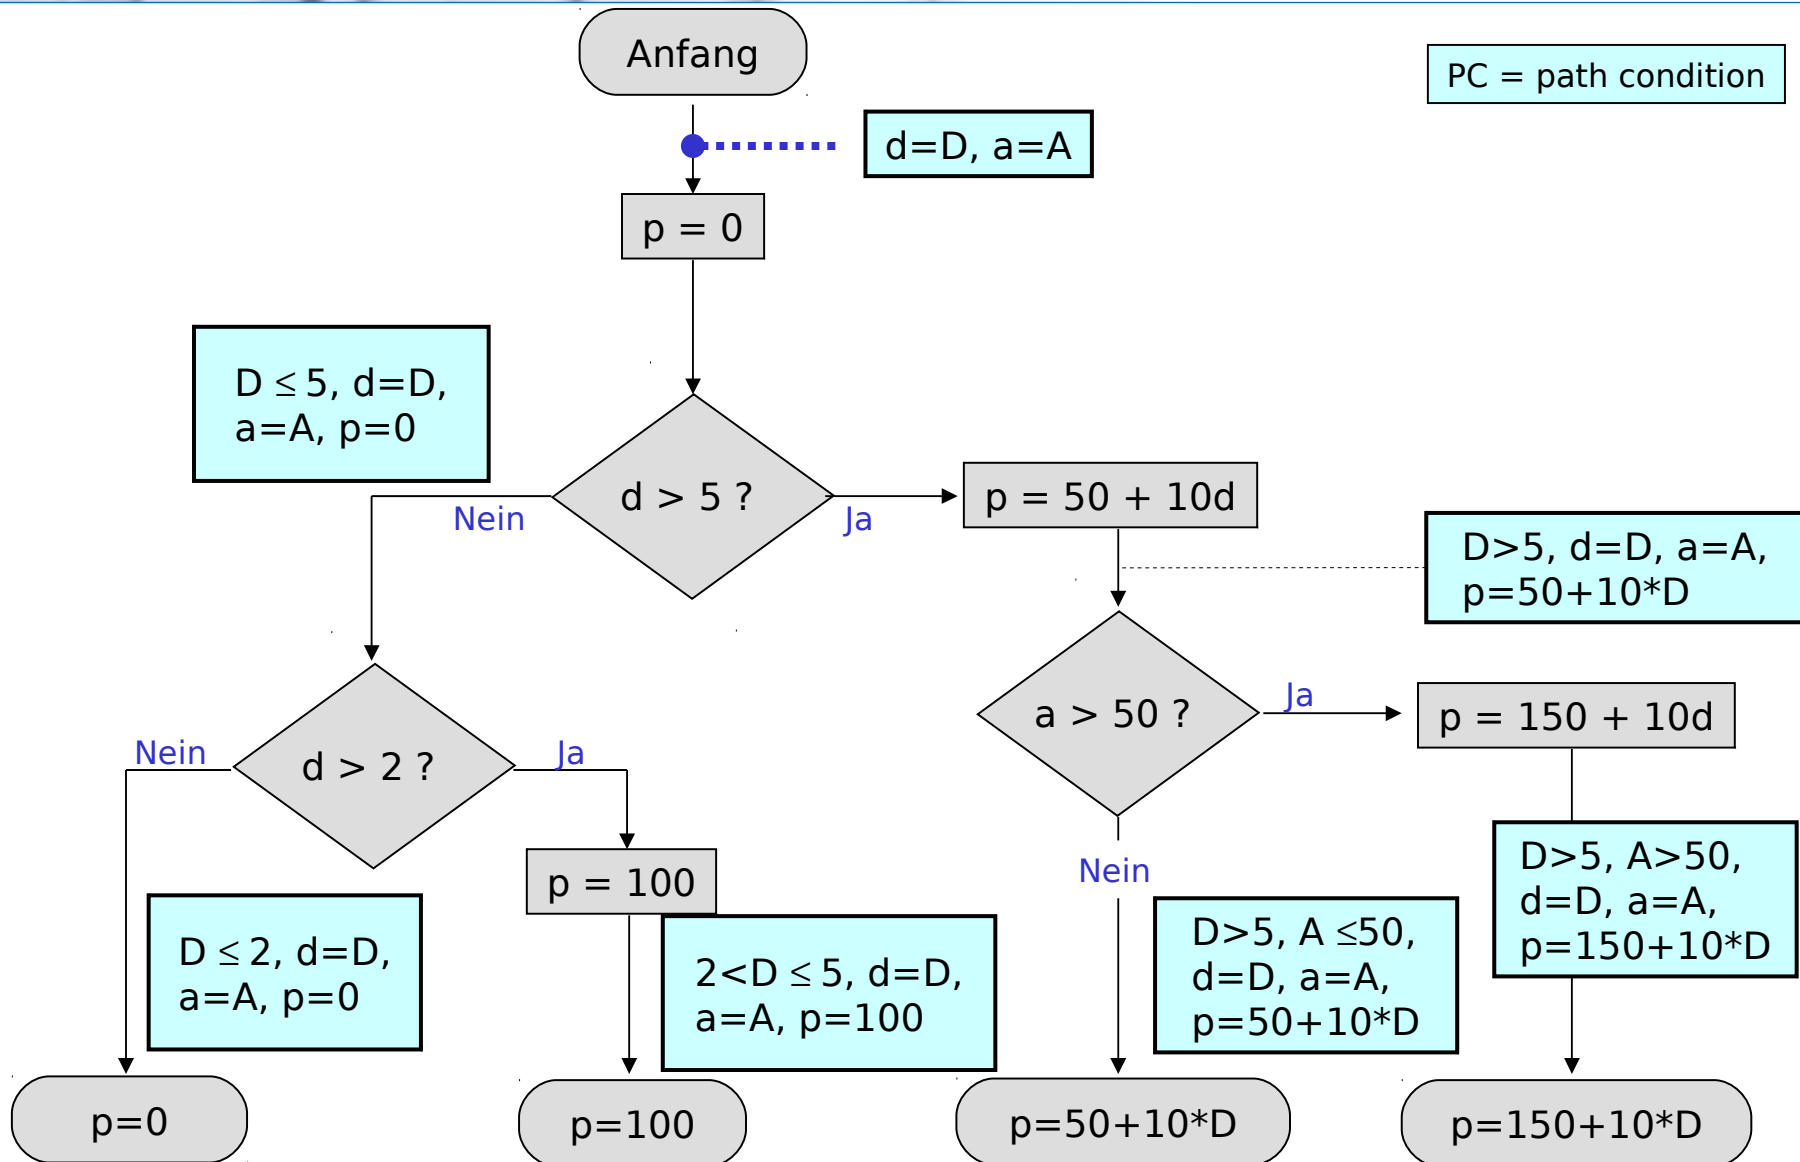 Anfang
PC = path condition
d=D, a=A
p = 0
D ≤ 5, d=D,
a=A, p=0
d > 5 ?
Nein
Ja
p = 50 + 10d
D>5, d=D, a=A,
p=50+10*D
d > 2 ?
Nein
Ja
a > 50 ?
Ja
p = 150 + 10d
p = 100
Nein
D ≤ 2, d=D,
a=A, p=0
2<D ≤ 5, d=D,
a=A, p=100
D>5, A ≤50,
d=D, a=A,
p=50+10*D
D>5, A>50,
d=D, a=A,
p=150+10*D
p=0
p=100
p=50+10*D
p=150+10*D